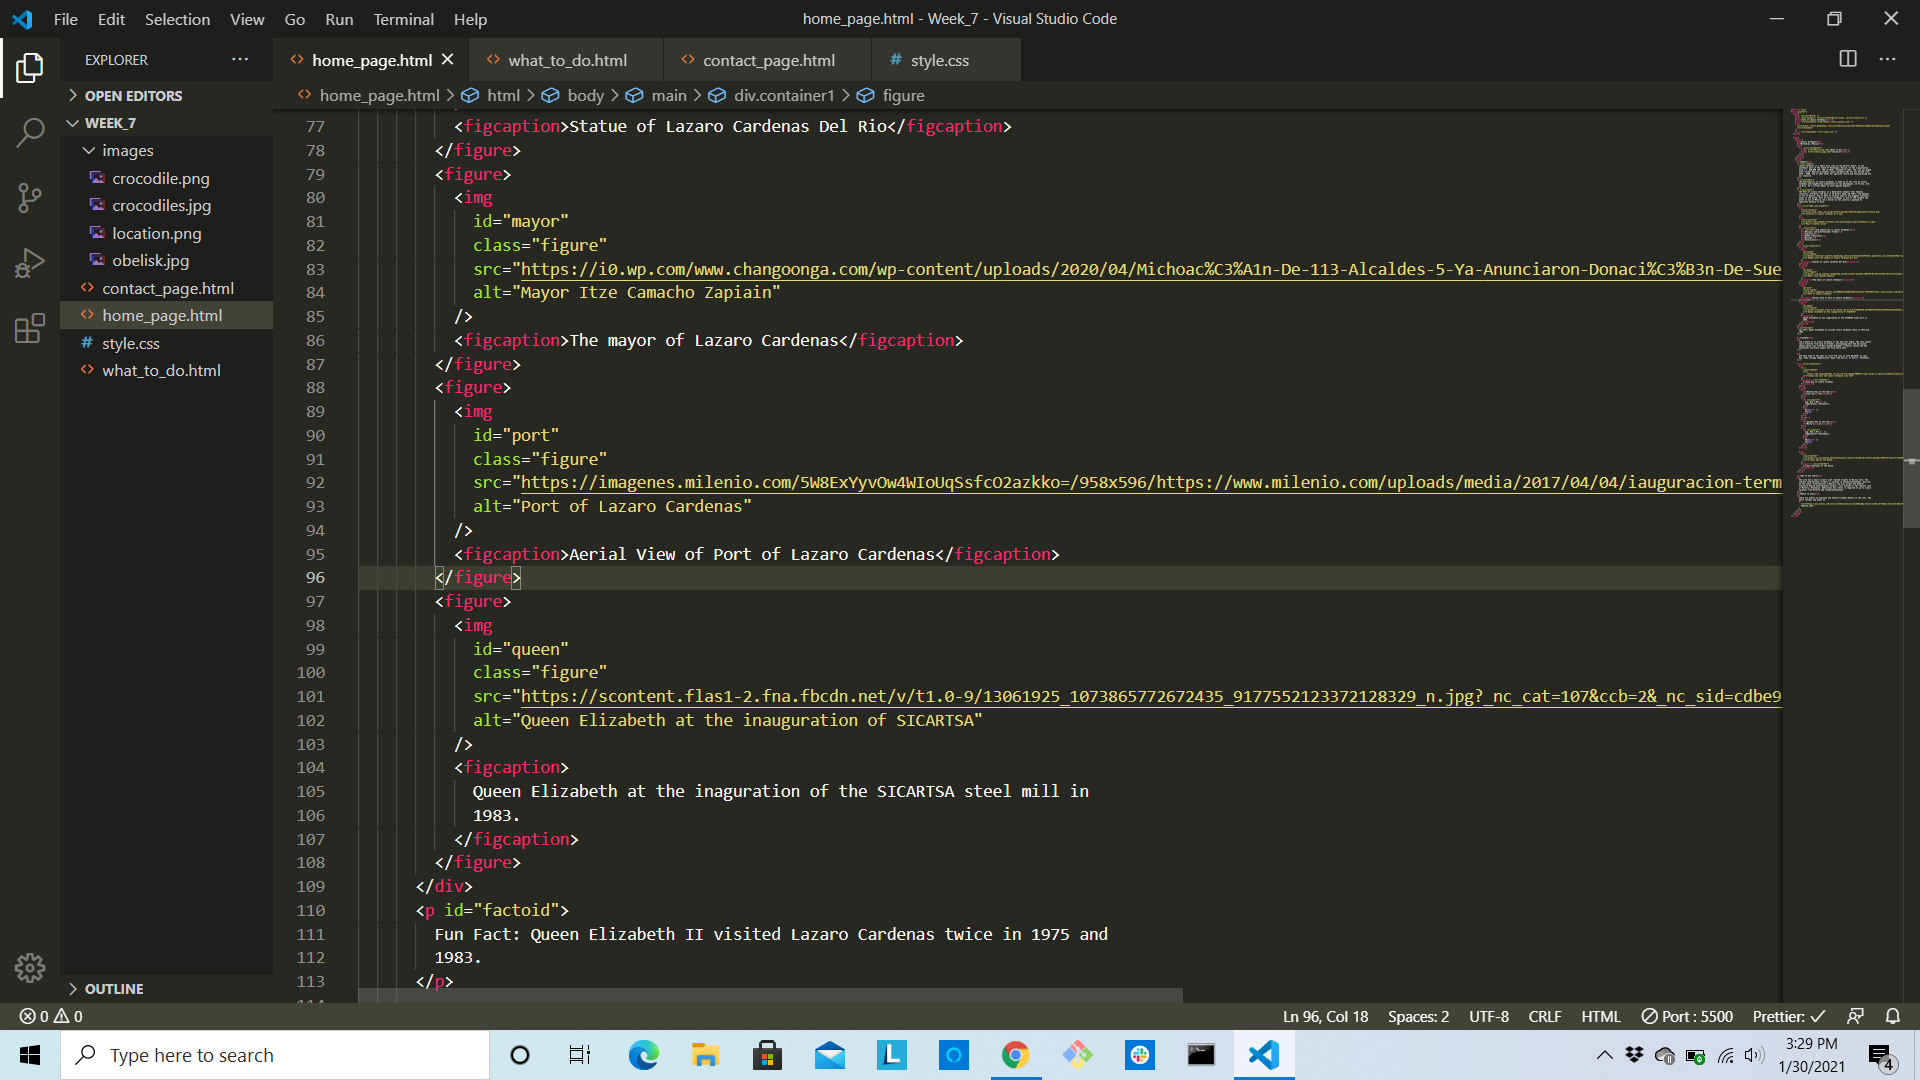 File Edit Selection View Go Run Terminal Help
home_page.html - Week_7 - Visual Studio Code
EXPLORER
OPEN EDITORS
WEEK_7
images
crocodile.png
crocodiles.jpg
location.png
obelisk.jpg
contact_page.html
home_page.html
style.css
what_to_do.html
OUTLINE
home_page.html what_to_do.html contact_page.html # style.css
home_page.html > html > body > main > div.container1 > figure
77 <figcaption>Statue of Lazaro Cardenas Del Rio</figcaption>
78 </figure>
79 <figure>
80 <img
81 id="mayor"
82 class="figure"
83 src="https://i0.wp.com/www.changoonga.com/wp-content/uploads/2020/04/Michoac%C3%A1n-De-113-Alcaldes-5-Ya-Anunciaron-Donaci%C3%B3n-De-Sue
84 alt="Mayor Itze Camacho Zapiain"
85 />
86 <figcaption>The mayor of Lazaro Cardenas</figcaption>
87 </figure>
88 <figure>
89 <img
90 id="port"
91 class="figure"
92 src="https://imagenes.milenio.com/5W8ExYyvOw4WIoUqSsfcO2azkko=/958x596/https://www.milenio.com/uploads/media/2017/04/04/iauguracion-term
93 alt="Port of Lazaro Cardenas"
94 />
95 <figcaption>Aerial View of Port of Lazaro Cardenas</figcaption>
96 </figure>
97 <figure>
98 <img
99 id="queen"
100 class="figure"
101 src="https://scontent.flas1-2.fna.fbcdn.net/v/t1.0-9/13061925_1073865772672435_9177552123372128329_n.jpg?_nc_cat=107&ccb=2&_nc_sid=cdbe9
102 alt="Queen Elizabeth at the inauguration of SICARTSA"
103 />
104 <figcaption>
105 Queen Elizabeth at the inaguration of the SICARTSA steel mill in
106 1983.
107 </figcaption>
108 </figure>
109 </div>
110 <p id="factoid">
111 Fun Fact: Queen Elizabeth II visited Lazaro Cardenas twice in 1975 and
112 1983.
113 </p>
0 0
Ln 96, Col 18 Spaces: 2 UTF-8 CRLF HTML Port : 5500 Prettier: ✓
Type here to search
L
3:29 PM
1/30/2021
4